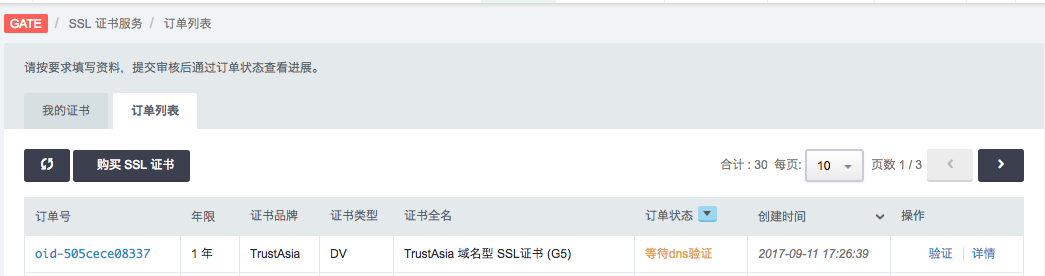 GATE / SSL 证书服务 / 订单列表
请按要求填写资料，提交审核后通过订单状态查看进展。
我的证书 订单列表
购买 SSL 证书 合计 : 30 每页: 10 页数 1 / 3
订单号 年限 证书品牌 证书类型 证书全名 订单状态 创建时间 操作
oid-505cece08337 1 年 TrustAsia DV TrustAsia 域名型 SSL证书 (G5) 等待dns验证 2017-09-11 17:26:39 验证 详情